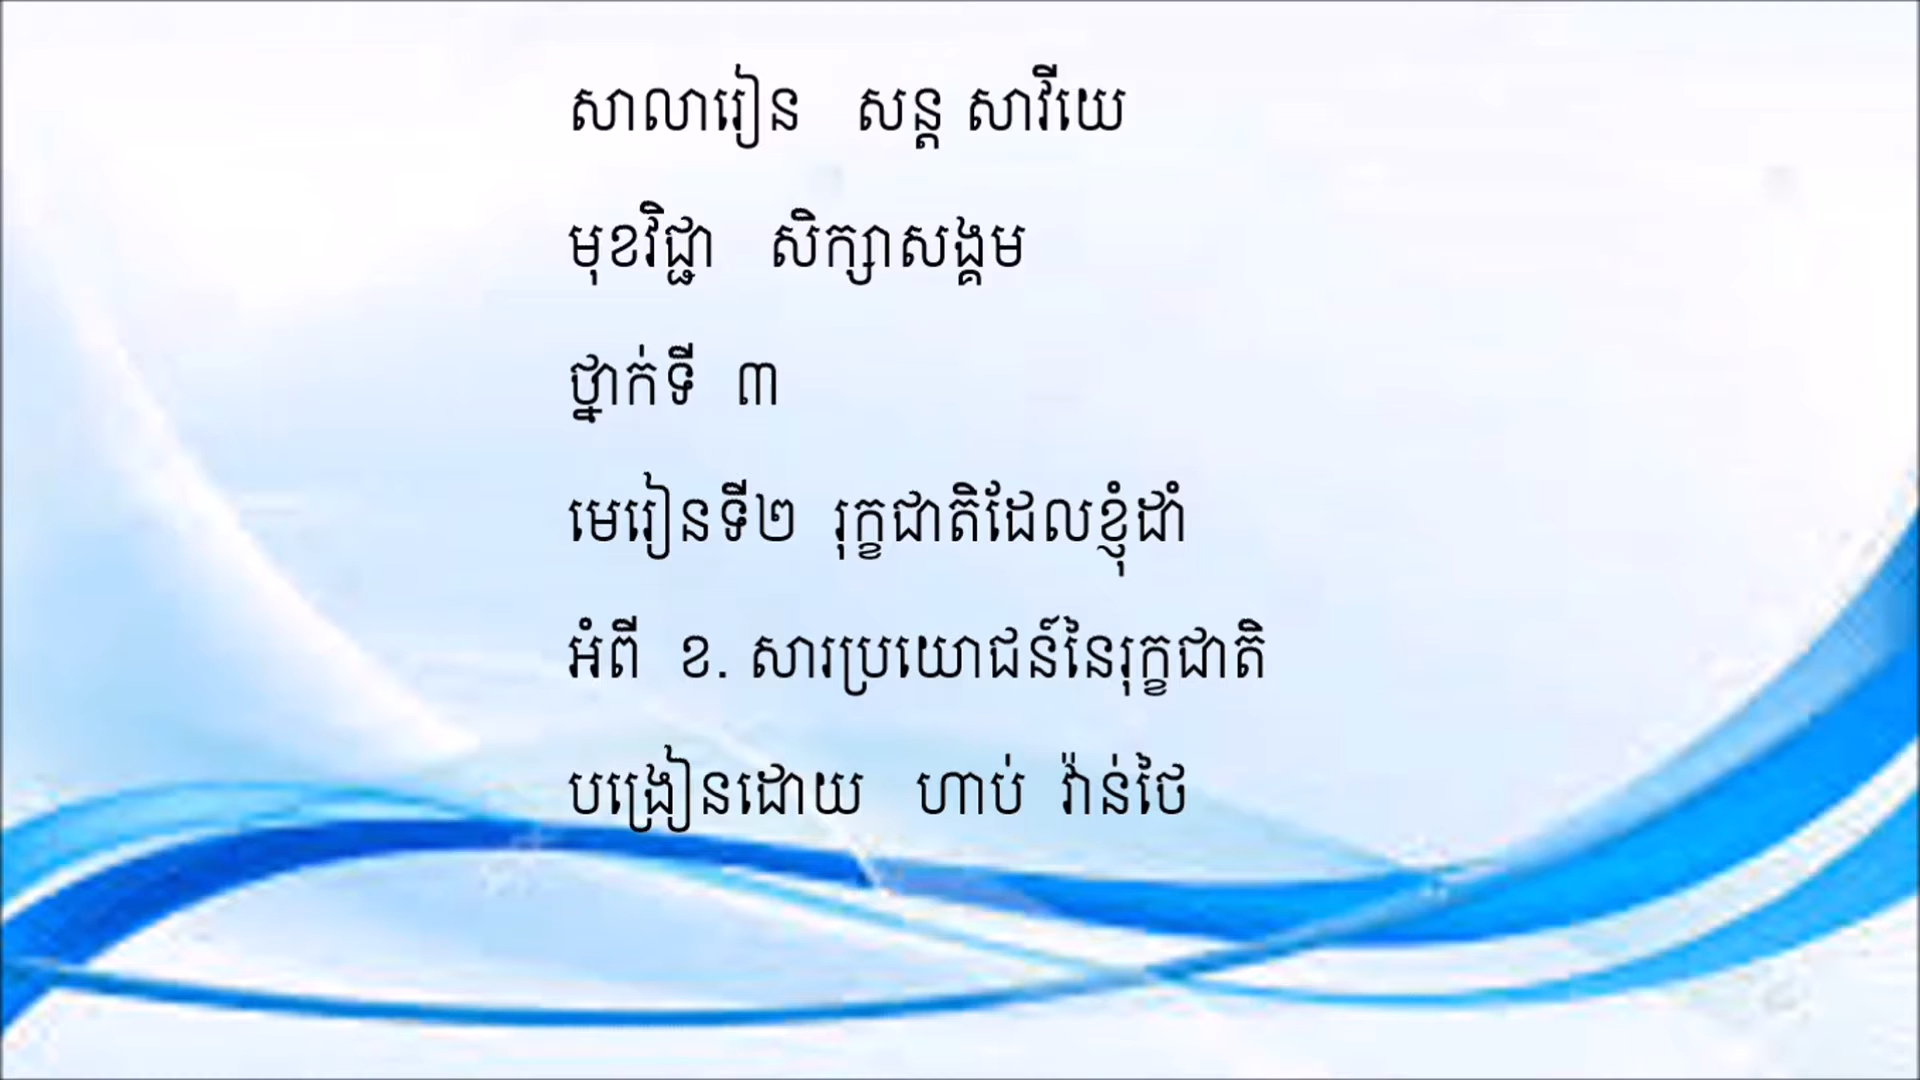 សាលារៀន សន្ត សាវីយេ
មុខវិជ្ជា សិក្សាសង្គម
ថ្នាក់ទី ៣
មេរៀនទី២ រុក្ខជាតិដែលខ្ញុំដាំ
អំពី ខ. សារប្រយោជន៍នៃរុក្ខជាតិ
បង្រៀនដោយ ហាប់ វ៉ាន់ថៃ